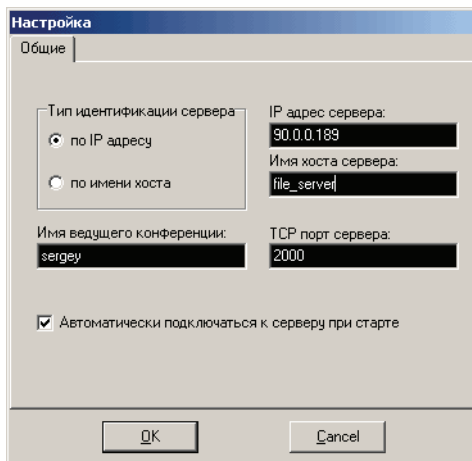 Настройка
Общие
Тип идентификации сервера
по IP адресу
по имени хоста
IP адрес сервера:
90.0.0.189
Имя хоста сервера:
file_server
Имя ведущего конференции:
sergey
TCP порт сервера:
2000
Автоматически подключаться к серверу при старте
OK
Cancel